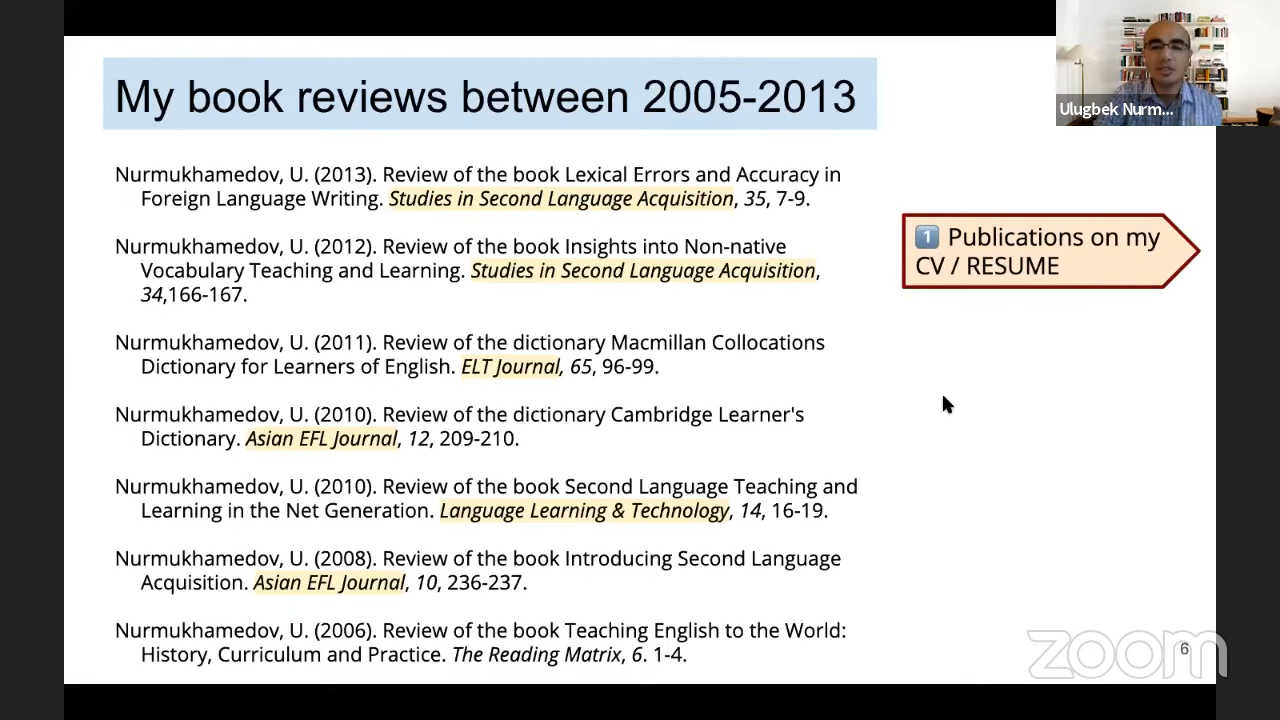 My book reviews between 2005-2013
Ulugbek Nurm...
Nurmukhamedov, U. (2013). Review of the book Lexical Errors and Accuracy in
Foreign Language Writing. Studies in Second Language Acquisition, 35, 7-9.
Nurmukhamedov, U. (2012). Review of the book Insights into Non-native
Vocabulary Teaching and Learning. Studies in Second Language Acquisition,
34,166-167.
Nurmukhamedov, U. (2011). Review of the dictionary Macmillan Collocations
Dictionary for Learners of English. ELT Journal, 65, 96-99.
Nurmukhamedov, U. (2010). Review of the dictionary Cambridge Learner's
Dictionary. Asian EFL Journal, 12, 209-210.
Nurmukhamedov, U. (2010). Review of the book Second Language Teaching and
Learning in the Net Generation. Language Learning & Technology, 14, 16-19.
Nurmukhamedov, U. (2008). Review of the book Introducing Second Language
Acquisition. Asian EFL Journal, 10, 236-237.
Nurmukhamedov, U. (2006). Review of the book Teaching English to the World:
History, Curriculum and Practice. The Reading Matrix, 6. 1-4.
1 Publications on my
CV / RESUME
zoom
6